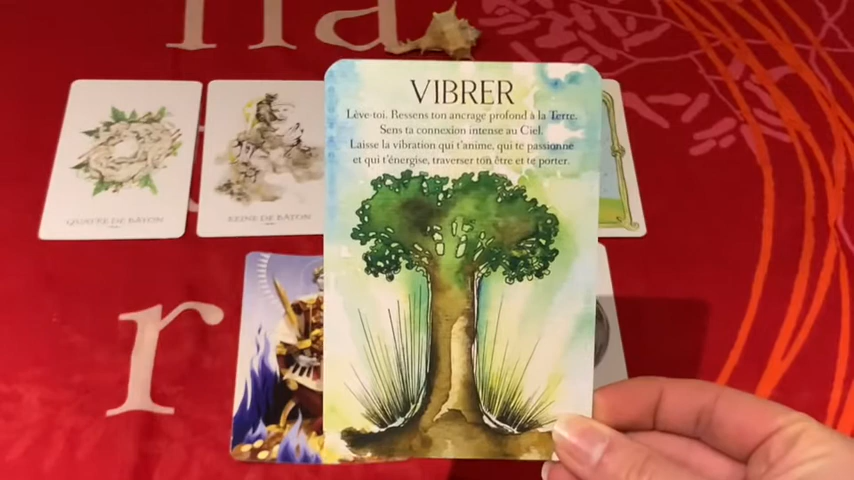 na
VIBRER
Lève-toi. Ressens ton ancrage profond à la Terre.
Sens ta connexion intense au Ciel.
Laisse la vibration qui t'anime, qui te passionne
et qui t'énergise, traverser ton être et te porter.
QUATRE DE BÂTON
REINE DE BÂTON
r